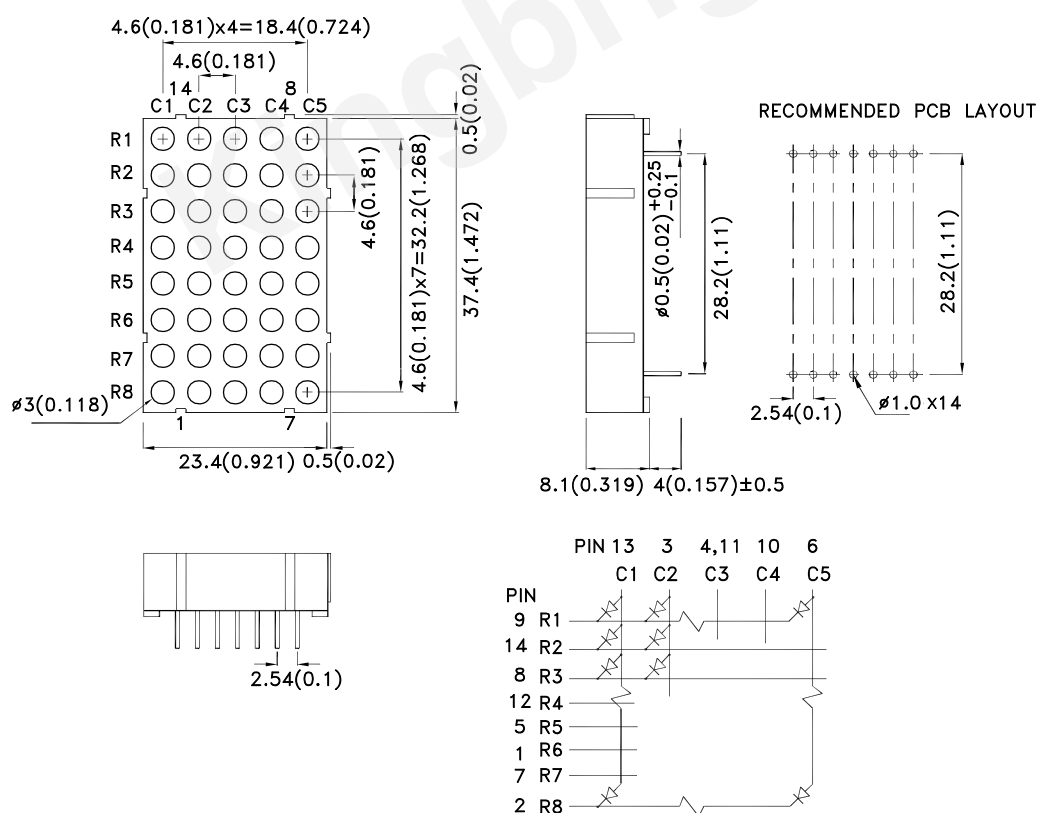 4.6(0.181)x4=18.4(0.724)
4.6(0.181)
14 8
C1 C2 C3 C4 C5
R1
R2
R3
R4
R5
R6
R7
R8
0.5(0.02)
4.6(0.181)
4.6(0.181)x7=32.2(1.268)
37.4(1.472)
ø3(0.118)
1 7
23.4(0.921) 0.5(0.02)
ø0.5(0.02) +0.25 -0.1
28.2(1.11)
8.1(0.319) 4(0.157)±0.5
RECOMMENDED PCB LAYOUT
28.2(1.11)
2.54(0.1)
ø1.0 x14
2.54(0.1)
PIN 13 3 4,11 10 6
C1 C2 C3 C4 C5
PIN
9 R1
14 R2
8 R3
12 R4
5 R5
1 R6
7 R7
2 R8